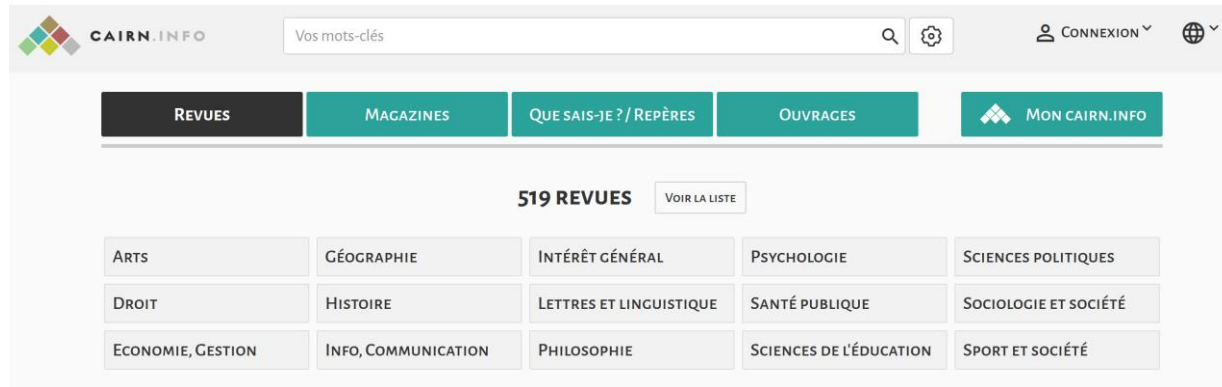 CAIRN.INFO Vos mots-clés CONNEXION
REVUES MAGAZINES QUE SAIS-JE ? / REPÈRES OUVRAGES MON CAIRN.INFO
519 REVUES VOIR LA LISTE
ARTS GÉOGRAPHIE INTÉRÊT GÉNÉRAL PSYCHOLOGIE SCIENCES POLITIQUES
DROIT HISTOIRE LETTRES ET LINGUISTIQUE SANTÉ PUBLIQUE SOCIOLOGIE ET SOCIÉTÉ
ECONOMIE, GESTION INFO, COMMUNICATION PHILOSOPHIE SCIENCES DE L'ÉDUCATION SPORT ET SOCIÉTÉ